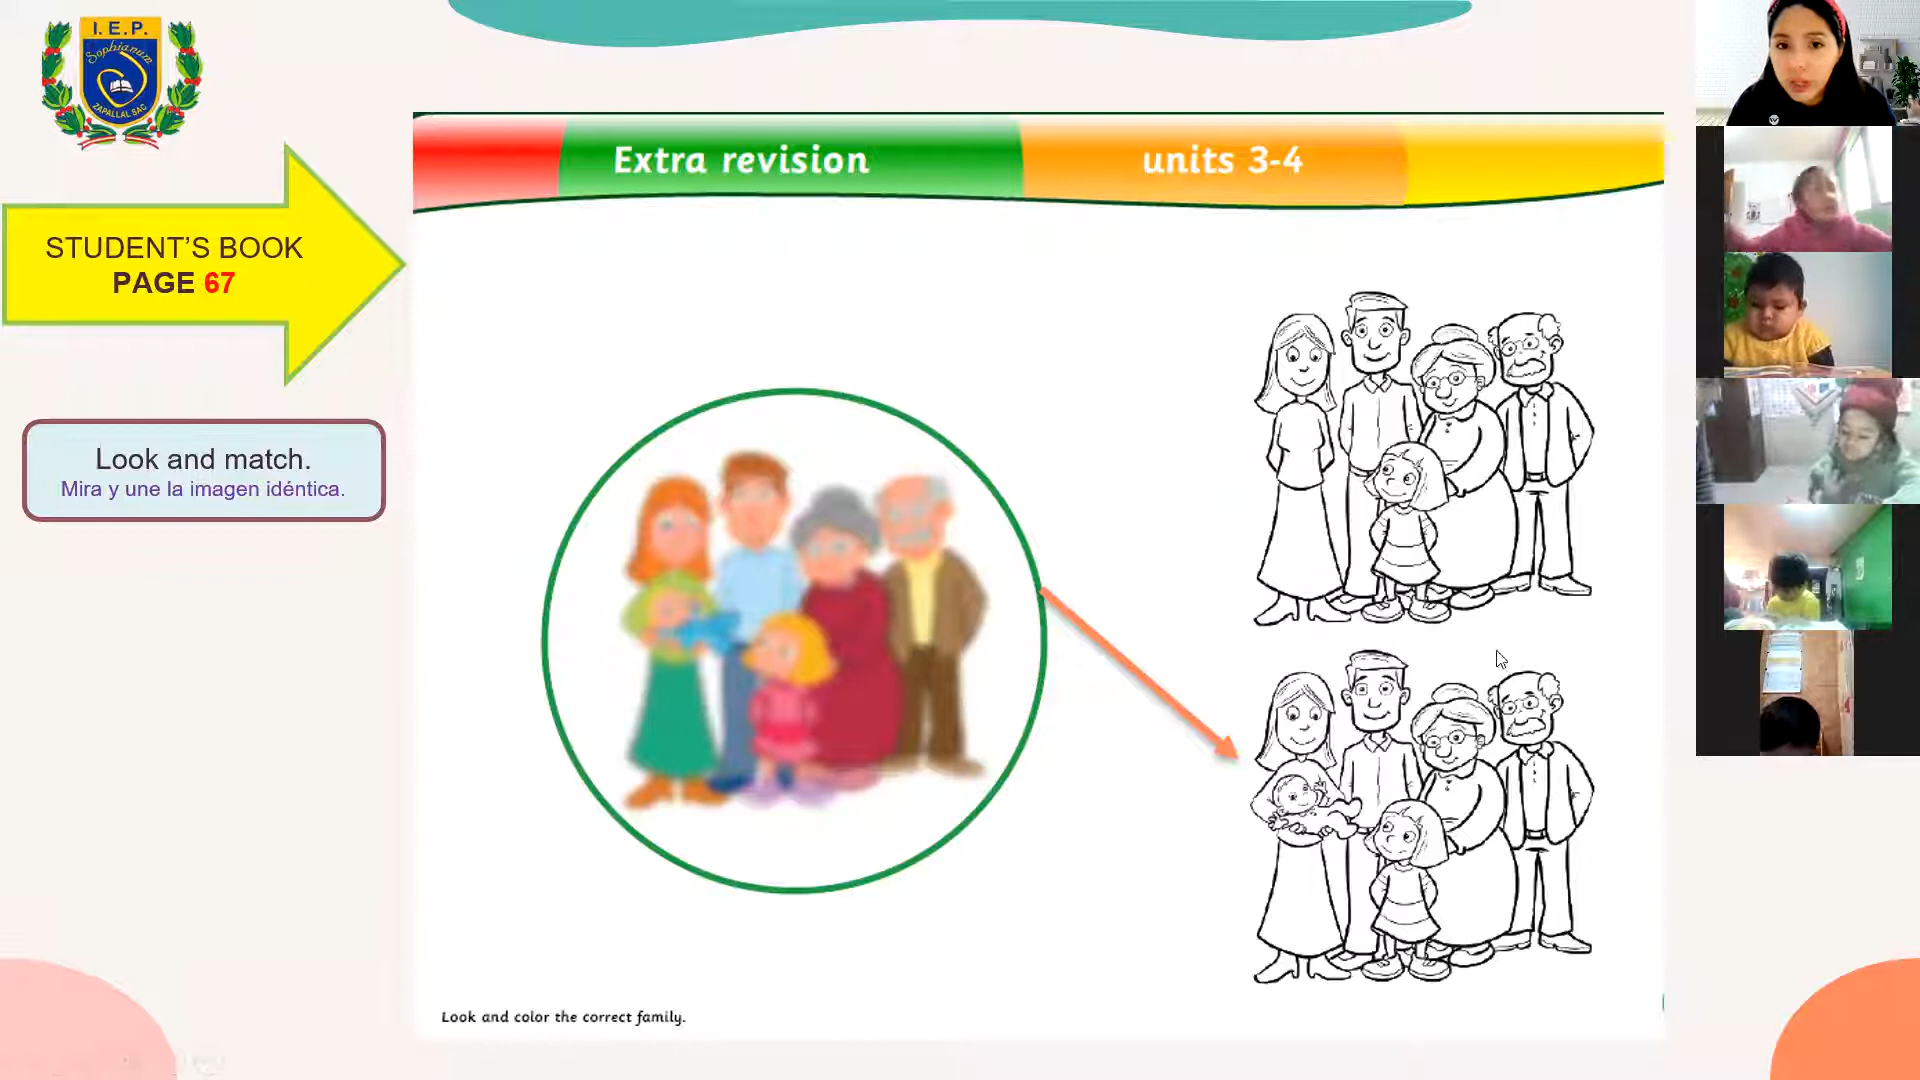 I.E.P.
Sophianum
ZAPALLAL SAC
STUDENT’S BOOK
PAGE 67
Look and match.
Mira y une la imagen idéntica.
Extra revision
units 3-4
Look and color the correct family.